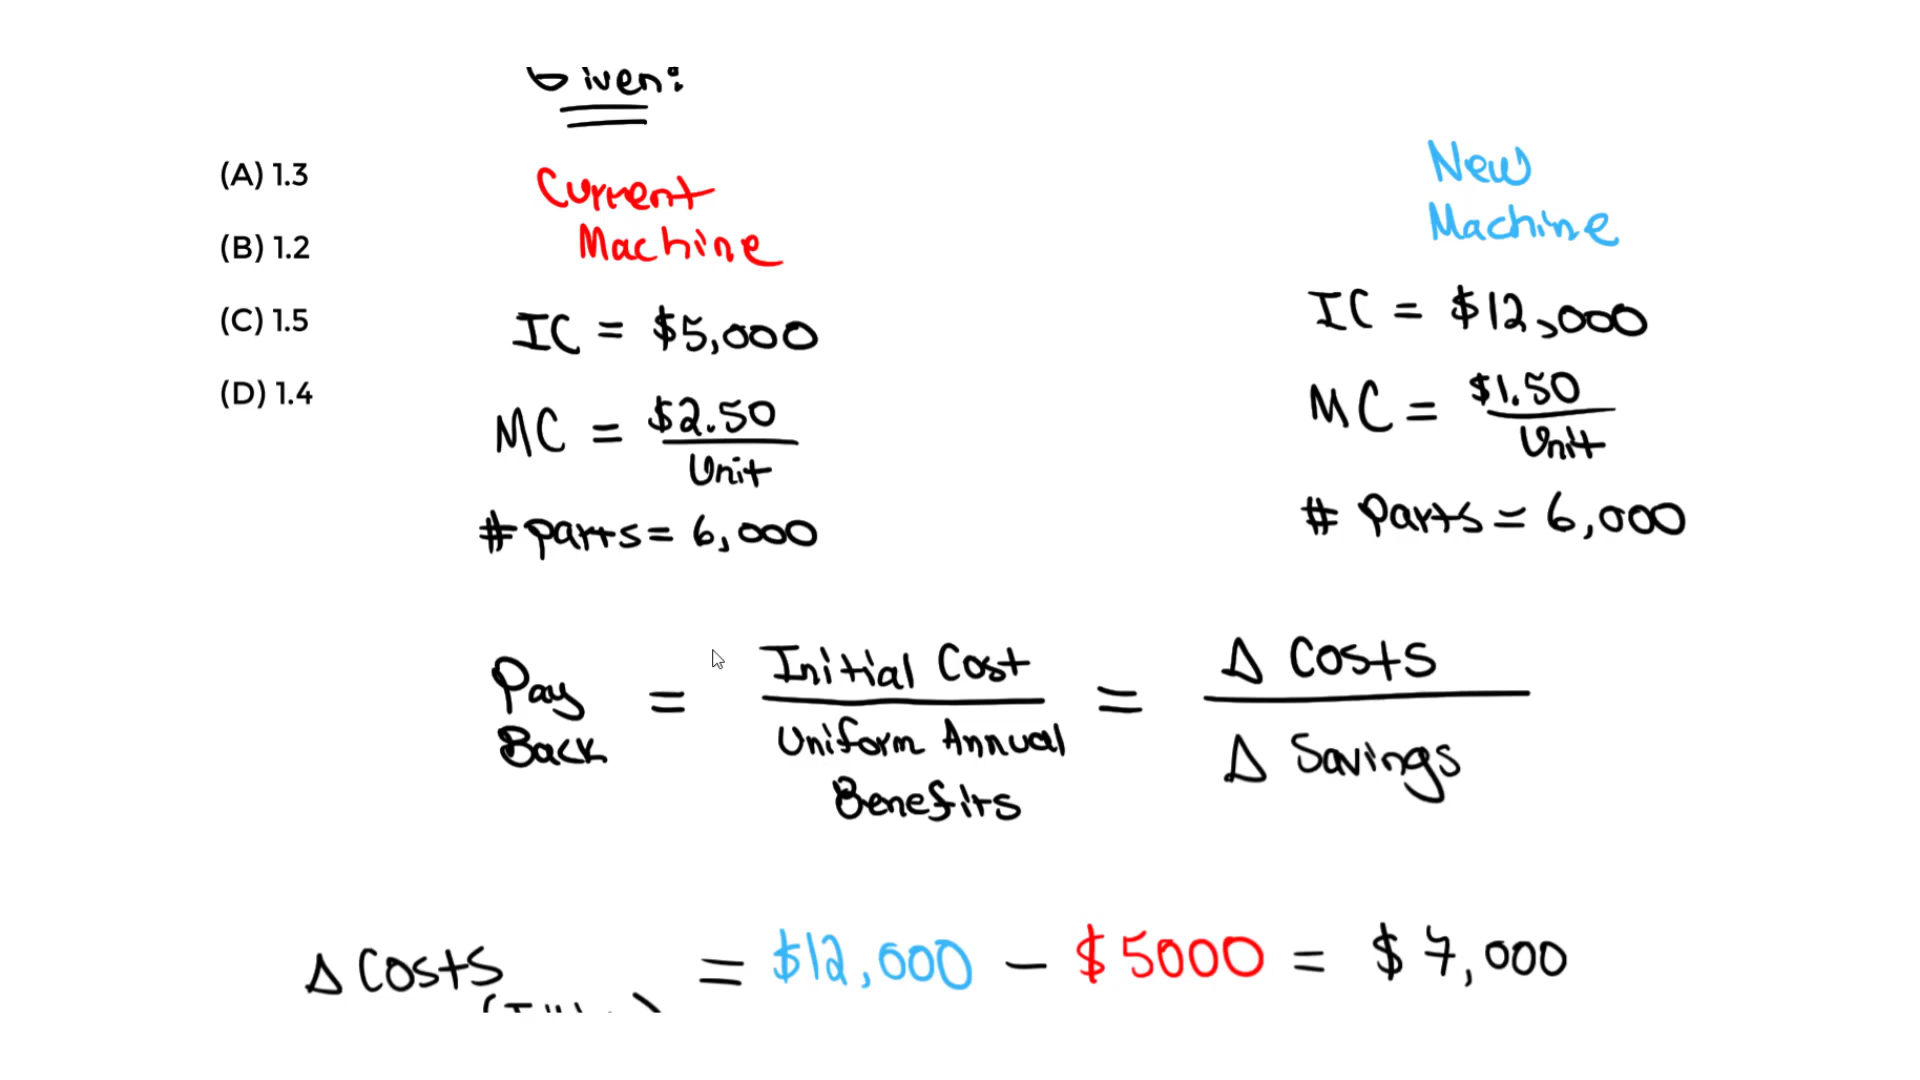 Given:
(A) 1.3
(B) 1.2
(C) 1.5
(D) 1.4
Current
Machine
IC = $5,000
MC = $2.50
Unit
# parts = 6,000
New
Machine
IC = $12,000
MC = $1.50
Unit
# Parts = 6,000
Pay
Back = Initial Cost
Uniform Annual
Benefits
= Δ Costs
Δ Savings
Δ Costs = $12,000 - $5000 = $7,000